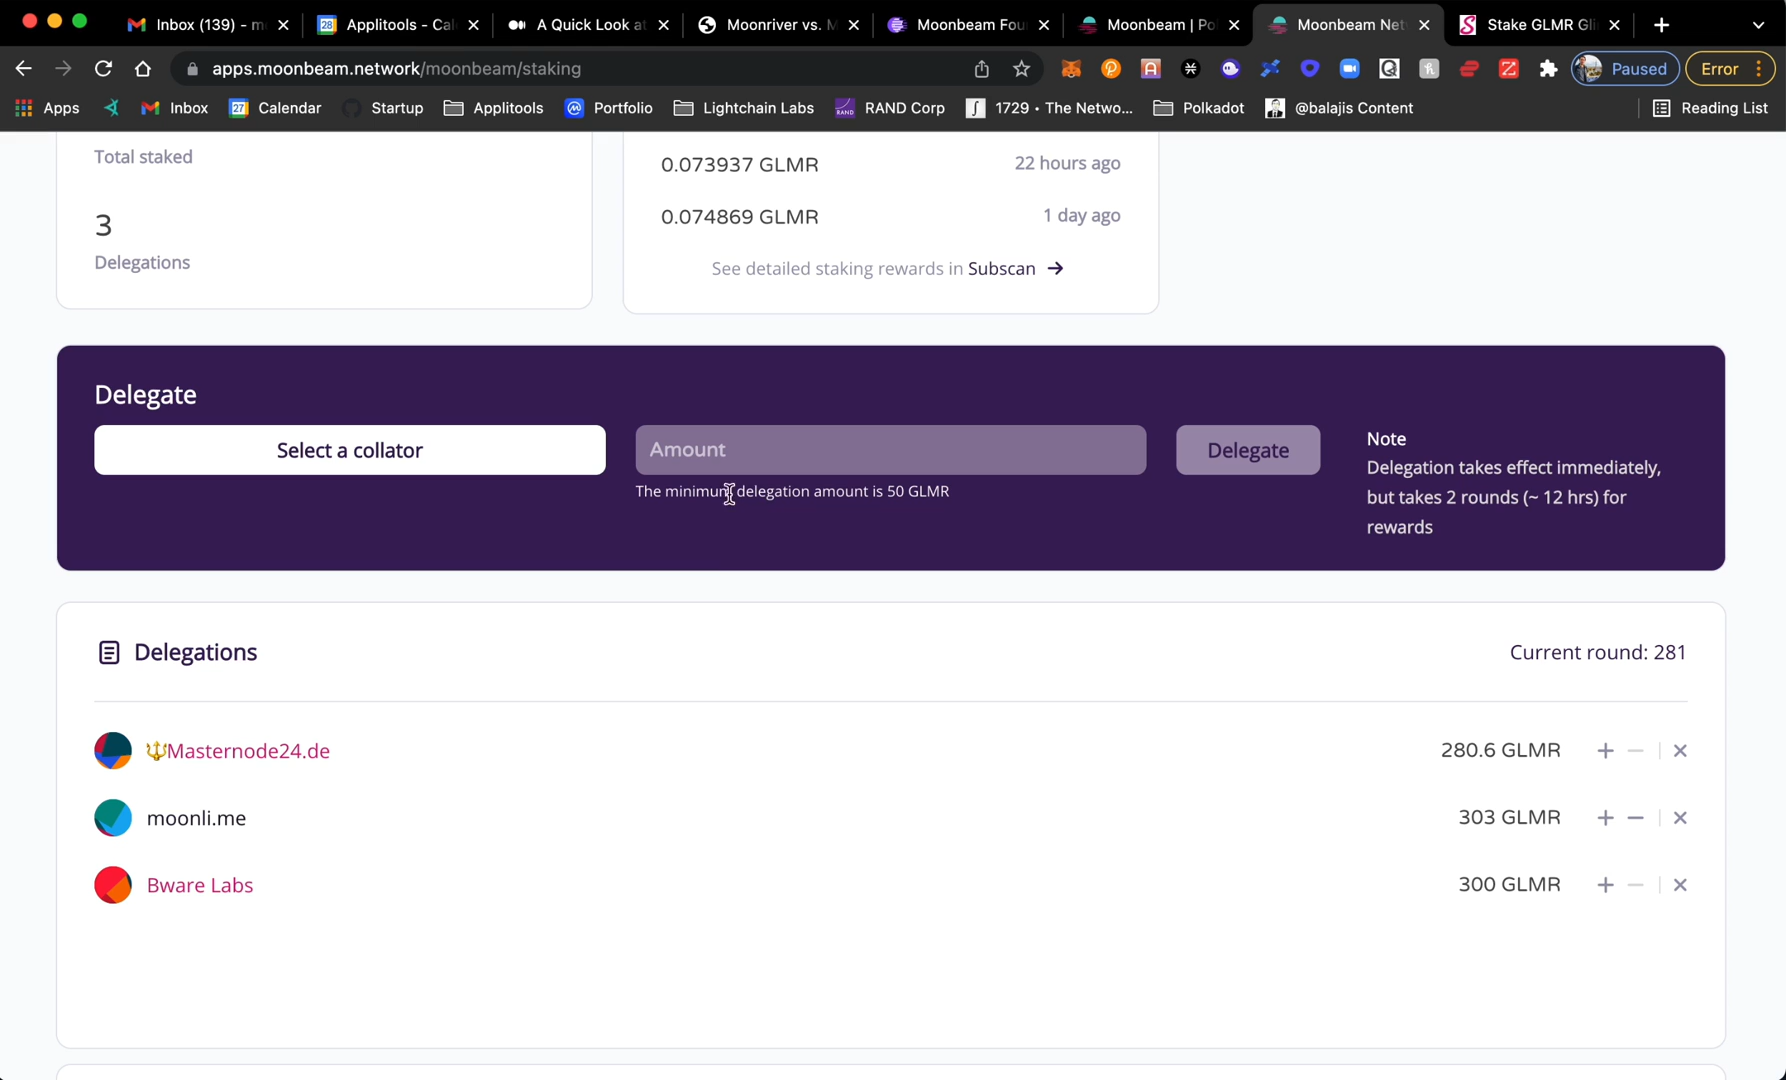 Inbox (139) - m
Applitools - Cal
A Quick Look at
Moonriver vs. M
Moonbeam Fou
Moonbeam | Po
Moonbeam Net
Stake GLMR Gli
apps.moonbeam.network/moonbeam/staking
Paused
Error
Apps
Inbox
Calendar
Startup
Applitools
Portfolio
Lightchain Labs
RAND Corp
1729 • The Netwo...
Polkadot
@balajis Content
Reading List
Total staked
3
Delegations
0.073937 GLMR 22 hours ago
0.074869 GLMR 1 day ago
See detailed staking rewards in Subscan →
Delegate
Select a collator
Amount
Delegate
The minimum delegation amount is 50 GLMR
Note
Delegation takes effect immediately,
but takes 2 rounds (~ 12 hrs) for
rewards
Delegations
Current round: 281
🔱Masternode24.de 280.6 GLMR
moonli.me 303 GLMR
Bware Labs 300 GLMR